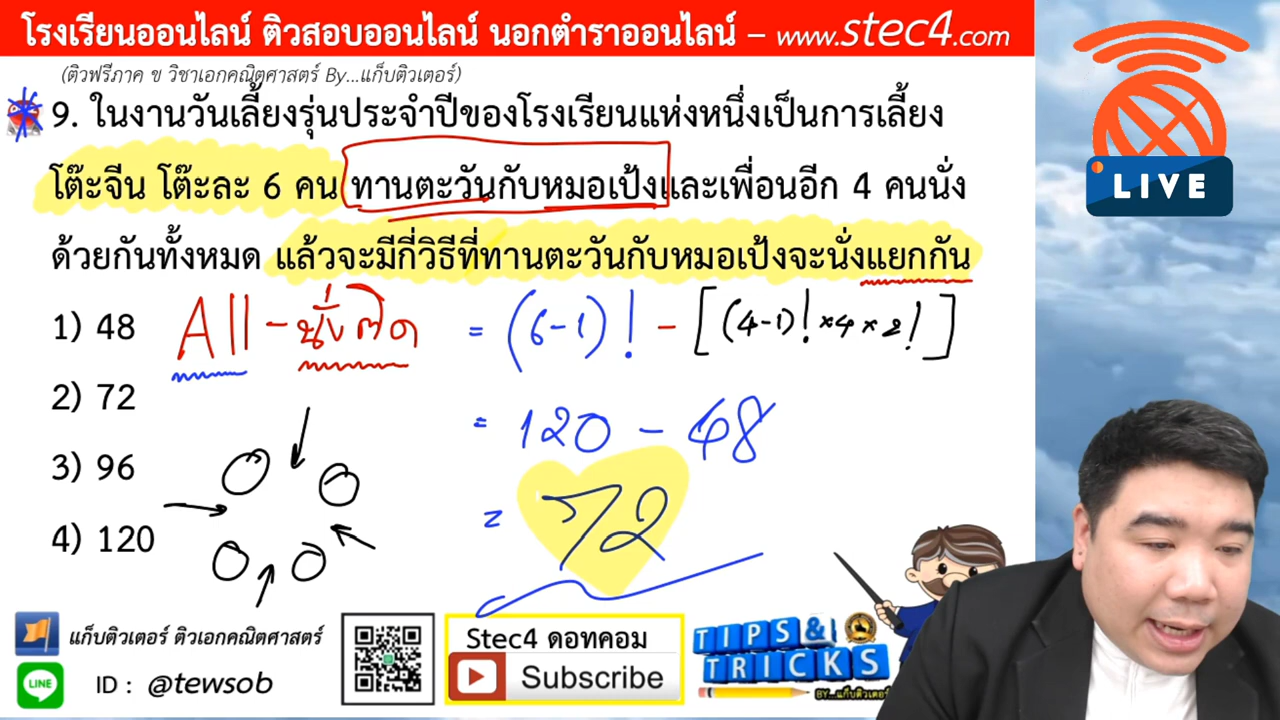 โรงเรียนออนไลน์ ติวสอบออนไลน์ นอกตำราออนไลน์ – www.stec4.com
(ติวฟรีภาค ข วิชาเอกคณิตศาสตร์ By...แก็บติวเตอร์)
9. ในงานวันเลี้ยงรุ่นประจำปีของโรงเรียนแห่งหนึ่งเป็นการเลี้ยง
โต๊ะจีน โต๊ะละ 6 คน ทานตะวันกับหมอเป้งและเพื่อนอีก 4 คนนั่ง
ด้วยกันทั้งหมด แล้วจะมีกี่วิธีที่ทานตะวันกับหมอเป้งจะนั่งแยกกัน
1) 48
All - นั่งติด = (6-1)! - [(4-1)! × 4 × 2!]
2) 72
= 120 - 48
3) 96
= 72
4) 120
LIVE
แก็บติวเตอร์ ติวเอกคณิตศาสตร์
LINE ID : @tewsob
Stec4 ดอทคอม
Subscribe
TIPS &
TRICKS
BY...แก็บติวเตอร์